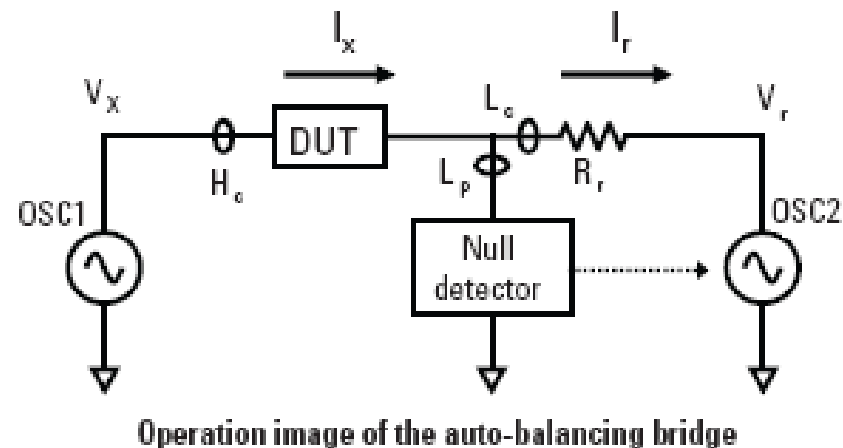 Ix
Ir
Vx
Lc
Vr
DUT
Hc
Lp
Rr
OSC1
OSC2
Null
detector
Operation image of the auto-balancing bridge